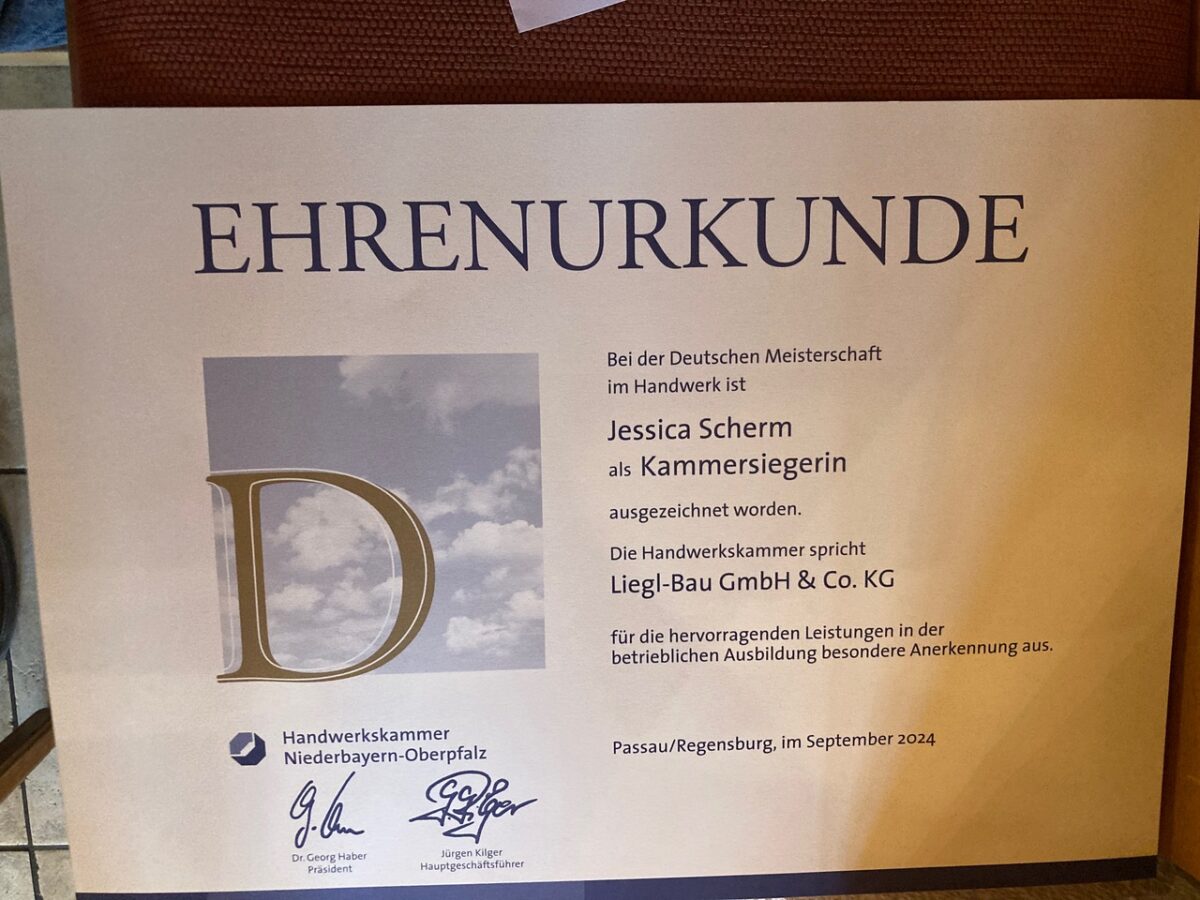 EHRENURKUNDE
Bei der Deutschen Meisterschaft
im Handwerk ist
Jessica Scherm
als Kammersiegerin
ausgezeichnet worden.
Die Handwerkskammer spricht
Liegl-Bau GmbH & Co. KG
für die hervorragenden Leistungen in der
betrieblichen Ausbildung besondere Anerkennung aus.
Passau/Regensburg, im September 2024
D
Handwerkskammer
Niederbayern-Oberpfalz
Dr. Georg Haber
Präsident
Jürgen Kilger
Hauptgeschäftsführer